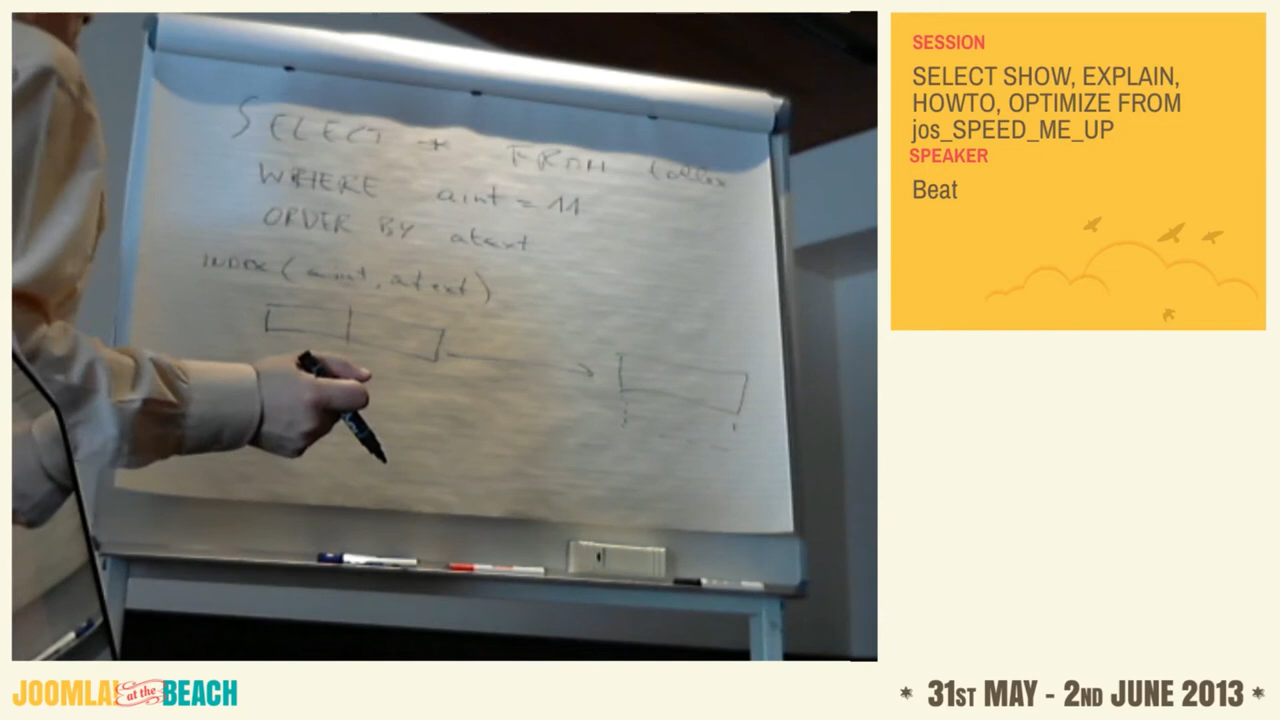 SELECT * FROM
WHERE aint = 11
ORDER BY atext
INDEX (aint, atext)
SESSION
SELECT SHOW, EXPLAIN,
HOWTO, OPTIMIZE FROM
jos_SPEED_ME_UP
SPEAKER
Beat
JOOMLA! at the BEACH
* 31ST MAY - 2ND JUNE 2013 *